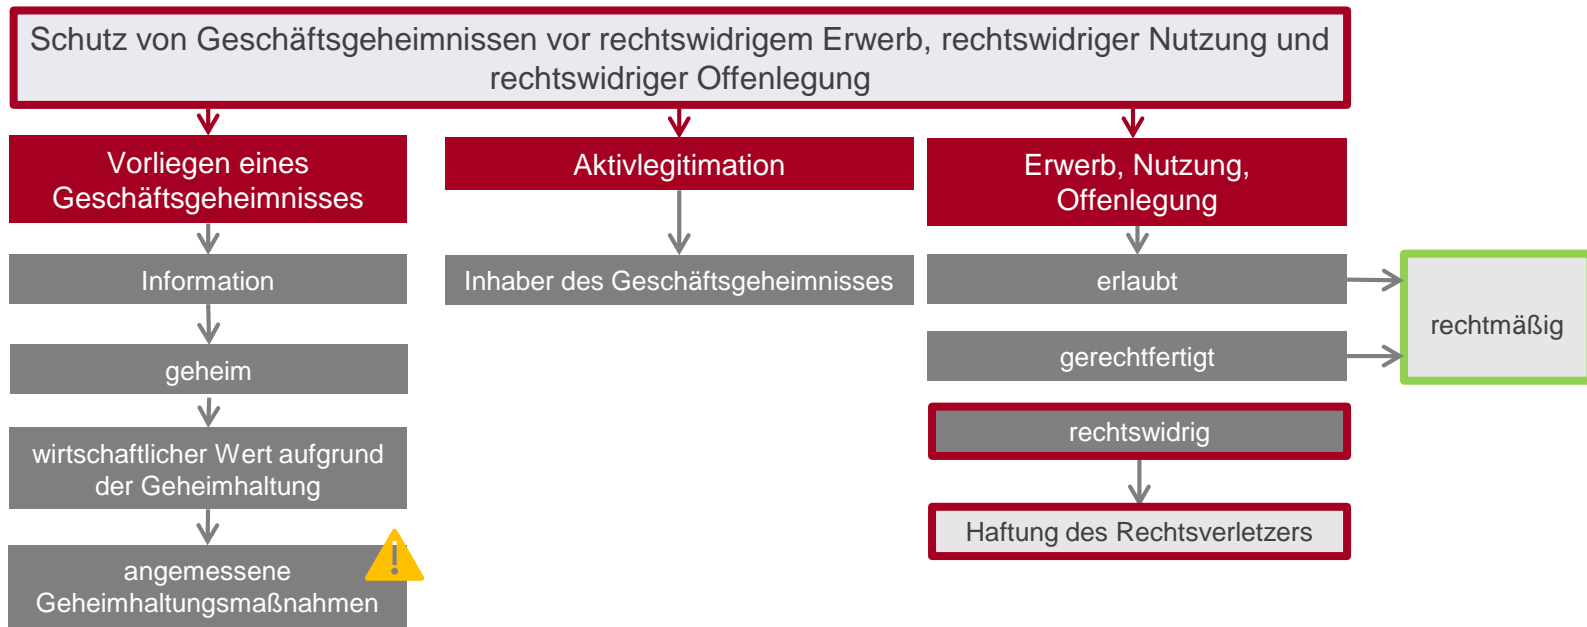 Schutz von Geschäftsgeheimnissen vor rechtswidrigem Erwerb, rechtswidriger Nutzung und
rechtswidriger Offenlegung
Vorliegen eines
Geschäftsgeheimnisses
Information
geheim
wirtschaftlicher Wert aufgrund
der Geheimhaltung
angemessene
Geheimhaltungsmaßnahmen
Aktivlegitimation
Inhaber des Geschäftsgeheimnisses
Erwerb, Nutzung,
Offenlegung
erlaubt
gerechtfertigt
rechtmäßig
rechtswidrig
Haftung des Rechtsverletzers